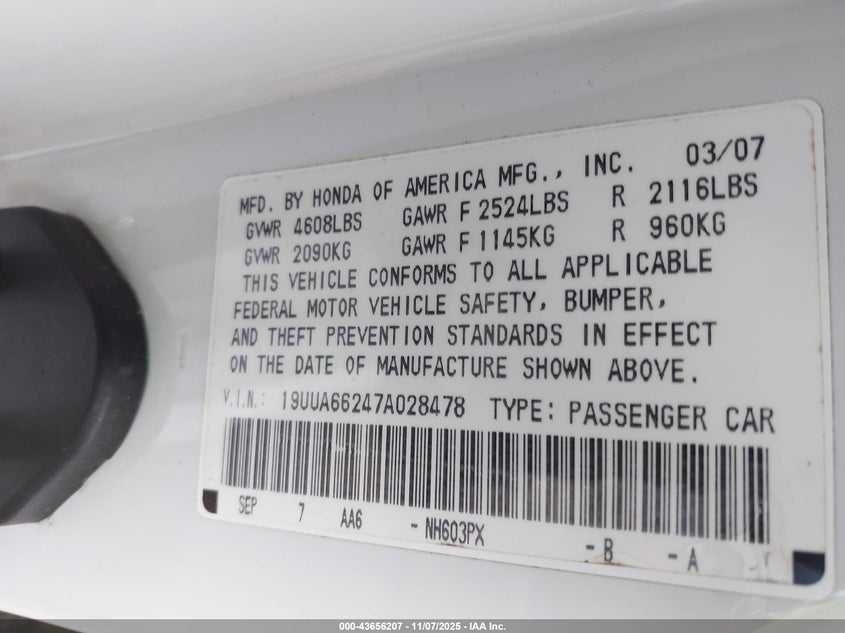 MFD. BY HONDA OF AMERICA MFG., INC. 03/07
GVWR 4608LBS GAWR F 2524LBS R 2116LBS
GVWR 2090KG GAWR F 1145KG R 960KG
THIS VEHICLE CONFORMS TO ALL APPLICABLE
FEDERAL MOTOR VEHICLE SAFETY, BUMPER,
AND THEFT PREVENTION STANDARDS IN EFFECT
ON THE DATE OF MANUFACTURE SHOWN ABOVE.
V.I.N.: 19UUA66247A028478 TYPE: PASSENGER CAR
SEP 7 AA6 - NH603PX - B - A
000-43656207 - 11/07/2025 - IAA Inc.